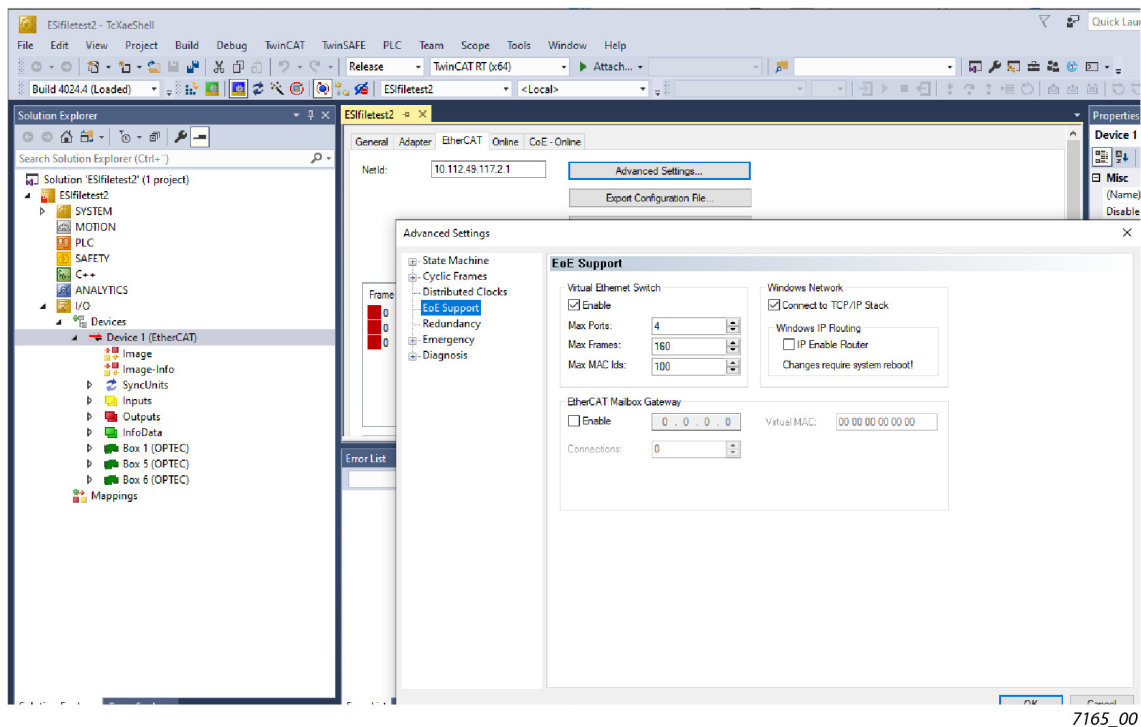 ESIfiletest2 - TcXaeShell
Quick Lau
File Edit View Project Build Debug TwinCAT TwinSAFE PLC Team Scope Tools Window Help
Release TwinCAT RT (x64) Attach...
Build 4024.4 (Loaded) ESIfiletest2 <Local>
Solution Explorer
Search Solution Explorer (Ctrl+¨)
Solution 'ESIfiletest2' (1 project)
ESIfiletest2
SYSTEM
MOTION
PLC
SAFETY
C++
ANALYTICS
I/O
Devices
Device 1 (EtherCAT)
Image
Image-Info
SyncUnits
Inputs
Outputs
InfoData
Box 1 (OPTEC)
Box 5 (OPTEC)
Box 6 (OPTEC)
Mappings
ESIfiletest2
General Adapter EtherCAT Online CoE - Online
NetId: 10.112.49.117.2.1 Advanced Settings...
Export Configuration File...
Frame
0
0
0
Error List
Properties
Device 1
Misc
(Name)
Disable
Advanced Settings
State Machine
Cyclic Frames
Distributed Clocks
EoE Support
Redundancy
Emergency
Diagnosis
EoE Support
Virtual Ethernet Switch
Enable
Max Ports: 4
Max Frames: 160
Max MAC Ids: 100
Windows Network
Connect to TCP/IP Stack
Windows IP Routing
IP Enable Router
Changes require system reboot!
EtherCAT Mailbox Gateway
Enable 0 . 0 . 0 . 0 Virtual MAC: 00 00 00 00 00 00
Connections: 0
OK Cancel
7165_00